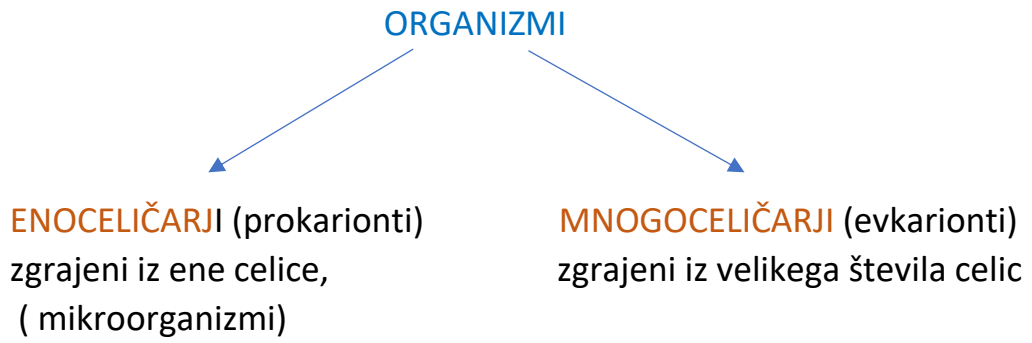 ORGANIZMI
ENOCELIČARJI (prokarionti)
zgrajeni iz ene celice,
( mikroorganizmi)
MNOGOCELIČARJI (evkarionti)
zgrajeni iz velikega števila celic